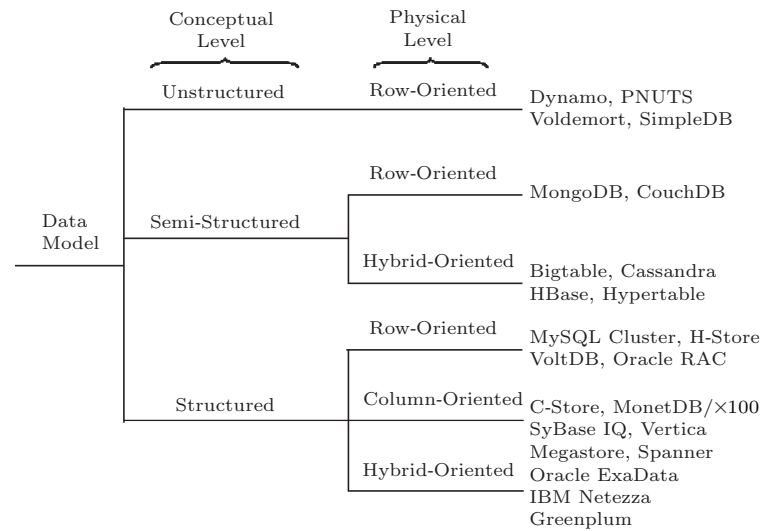 Conceptual
Level
Physical
Level
Unstructured
Row-Oriented
Dynamo, PNUTS
Voldemort, SimpleDB
Data
Model
Semi-Structured
Row-Oriented
MongoDB, CouchDB
Hybrid-Oriented
Bigtable, Cassandra
HBase, Hypertable
Structured
Row-Oriented
MySQL Cluster, H-Store
VoltDB, Oracle RAC
Column-Oriented
C-Store, MonetDB/×100
SyBase IQ, Vertica
Hybrid-Oriented
Megastore, Spanner
Oracle ExaData
IBM Netezza
Greenplum